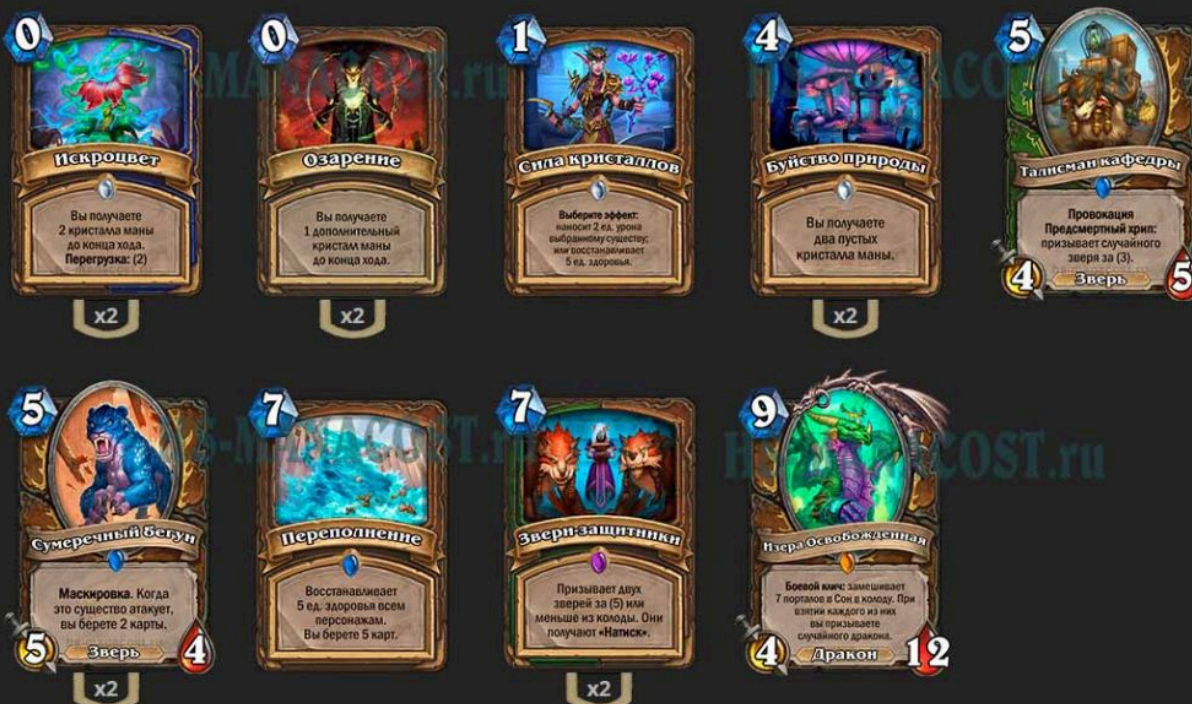 0
Искроцвет
Вы получаете
2 кристалла маны
до конца хода.
Перегрузка: (2)
x2
0
Озарение
Вы получаете
1 дополнительный
кристалл маны
до конца хода.
x2
1
Сила кристаллов
Выберите эффект:
наносит 2 ед. урона
выбранному существу;
или восстанавливает
5 ед. здоровья.
4
Буйство природы
Вы получаете
два пустых
кристалла маны.
x2
5
Талисман кафедры
Провокация
Предсмертный хрип:
призывает случайного
зверя за (3).
4
Зверь
5
HS-MANACOST.ru
5
Сумеречный бегун
Маскировка. Когда
это существо атакует,
вы берете 2 карты.
5
Зверь
4
x2
7
Переполнение
Восстанавливает
5 ед. здоровья всем
персонажам.
Вы берете 5 карт.
7
Звери-защитники
Призывает двух
зверей за (5) или
меньше из колоды. Они
получают «Натиск».
x2
9
Изера Освобожденная
Боевой клич: замешивает
7 порталов в Сон в колоду. При
взятии каждого из них
вы призываете
случайного дракона.
4
Дракон
12
HS-MANACOST.ru